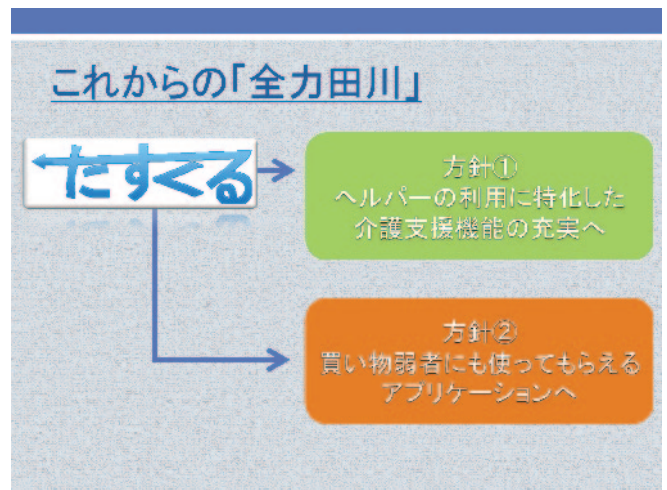 これからの「全力田川」
たすくる
方針①
ヘルパーの利用に特化した
介護支援機能の充実へ
方針②
買い物弱者にも使ってもらえる
アプリケーションへ